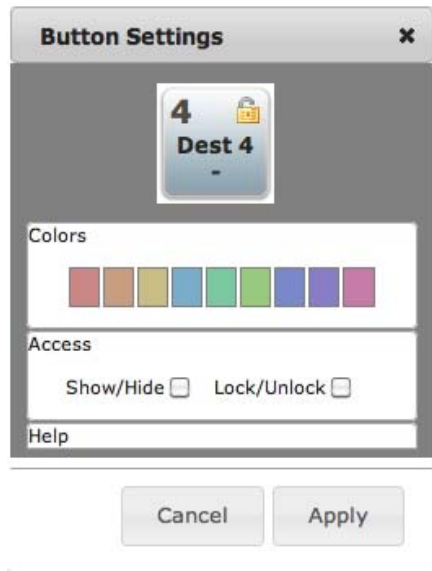 Button Settings
4
Dest 4
-
Colors
Access
Show/Hide Lock/Unlock
Help
Cancel Apply